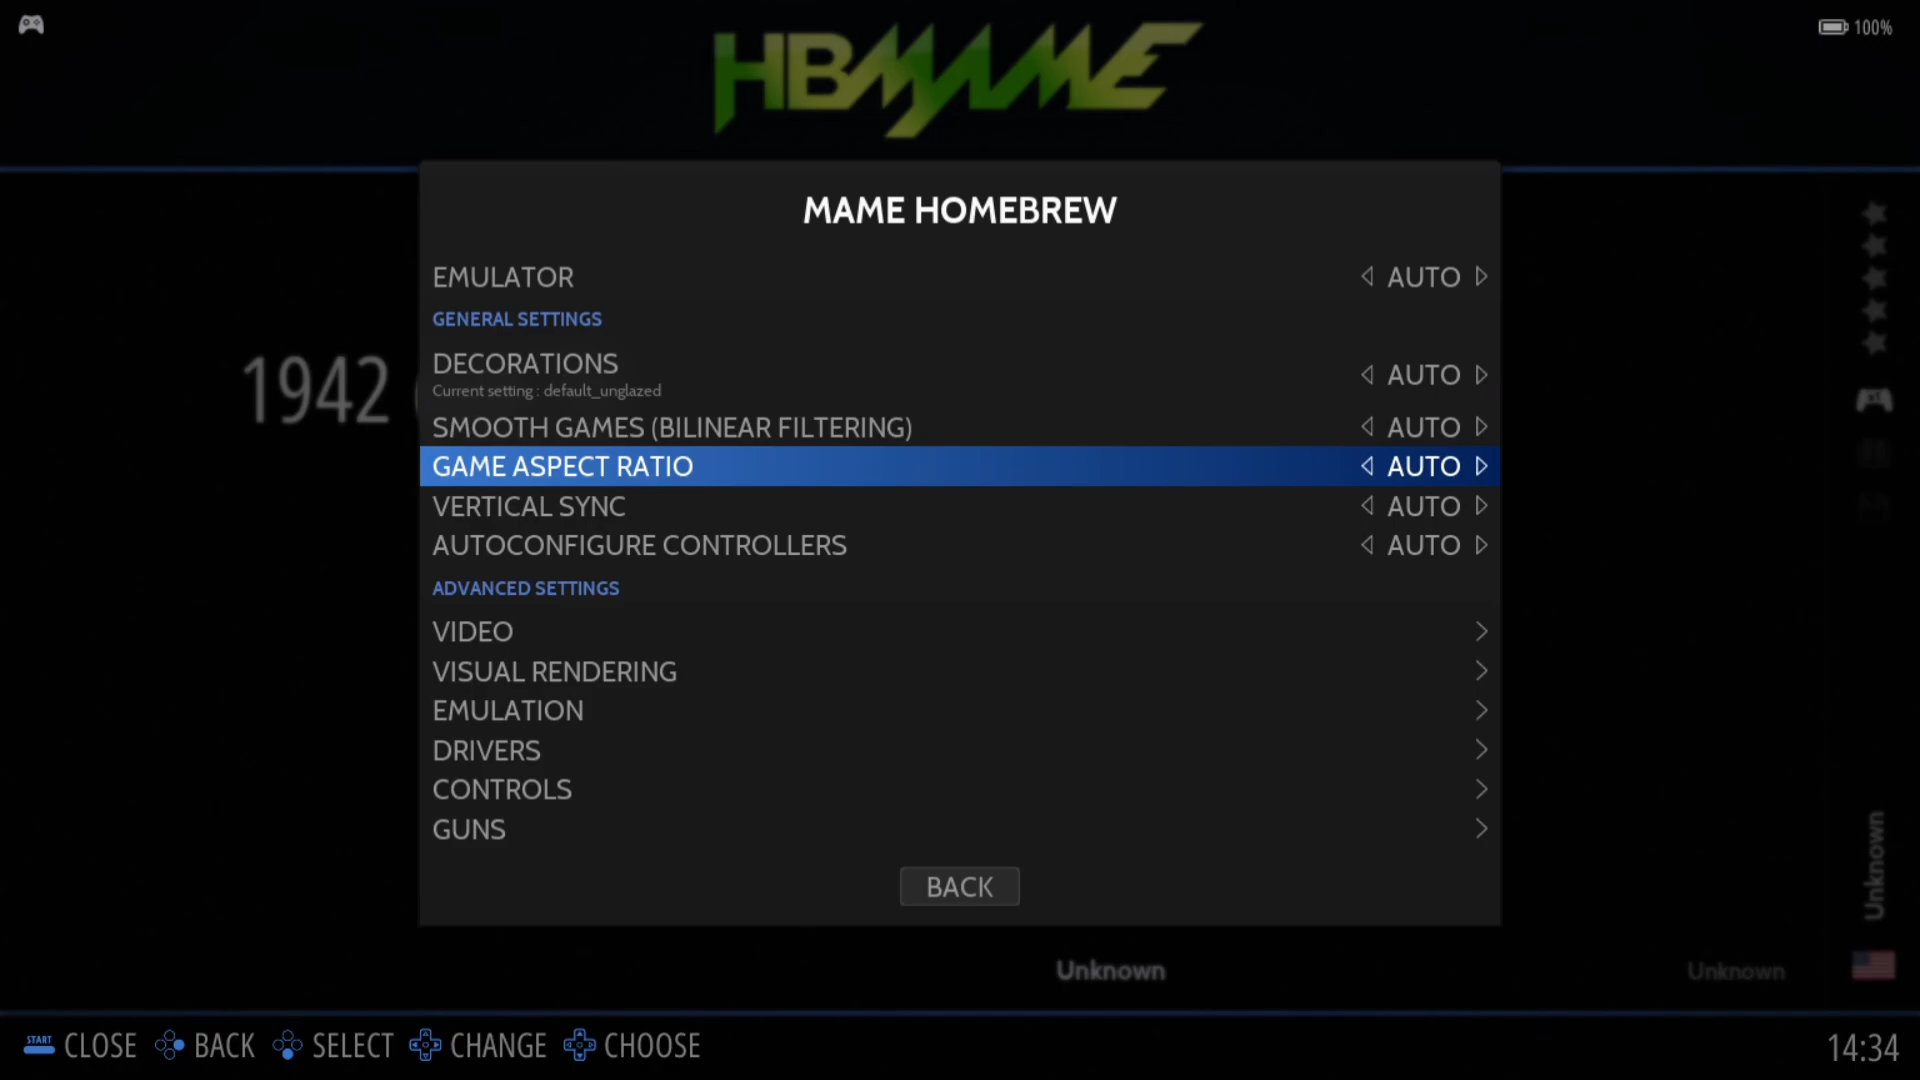 HBMAME
100%
MAME HOMEBREW
EMULATOR AUTO
GENERAL SETTINGS
DECORATIONS AUTO
Current setting : default_unglazed
SMOOTH GAMES (BILINEAR FILTERING) AUTO
GAME ASPECT RATIO AUTO
VERTICAL SYNC AUTO
AUTOCONFIGURE CONTROLLERS AUTO
ADVANCED SETTINGS
VIDEO
VISUAL RENDERING
EMULATION
DRIVERS
CONTROLS
GUNS
BACK
1942
Unknown
Unknown
Unknown
START CLOSE BACK SELECT CHANGE CHOOSE
14:34